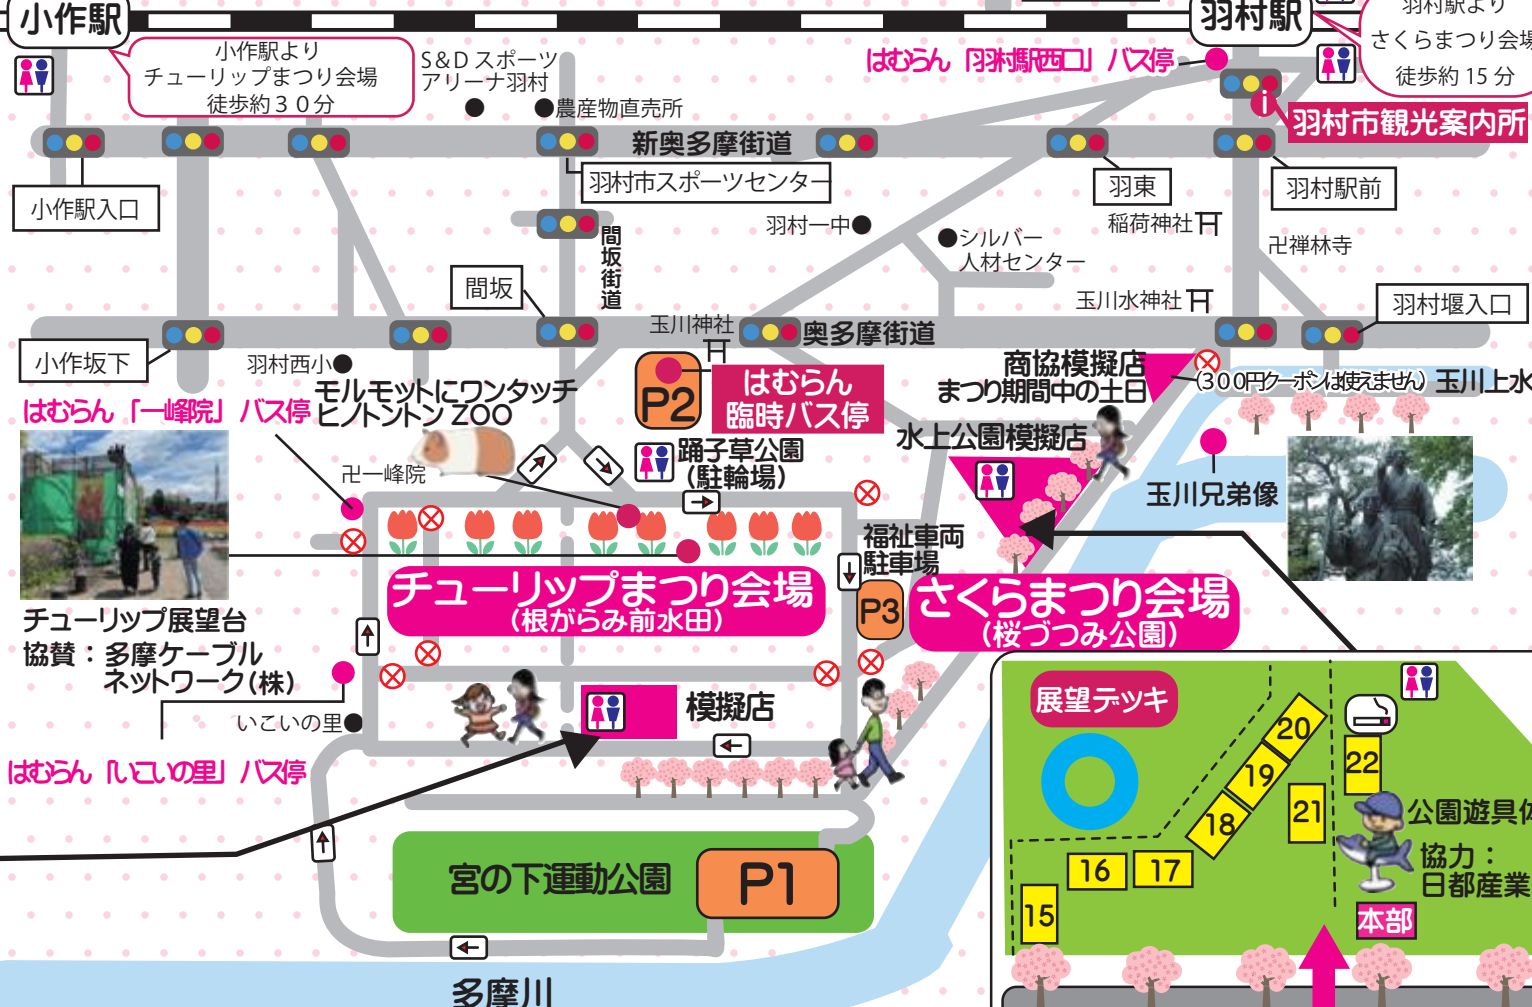 小作駅
羽村駅
小作駅より
チューリップまつり会場
徒歩約３０分
S&Dスポーツ
アリーナ羽村
農産物直売所
はむらん「羽村駅西口」バス停
羽村駅より
さくらまつり会場
徒歩約15分
i
羽村市観光案内所
新奥多摩街道
羽村市スポーツセンター
小作駅入口
羽東
羽村駅前
羽村一中
稲荷神社
シルバー
人材センター
卍禅林寺
間坂街道
間坂
玉川水神社
羽村堰入口
玉川神社
奥多摩街道
小作坂下
羽村西小
商協模擬店
まつり期間中の土日
(３００円クーポンは使えません)
玉川上水
はむらん「一峰院」バス停
モルモットにワンタッチ
ヒノトントン ZOO
P2
はむらん
臨時バス停
水上公園模擬店
踊子草公園
(駐輪場)
卍一峰院
玉川兄弟像
福祉車両
駐車場
P3
チューリップまつり会場
(根がらみ前水田)
さくらまつり会場
(桜づつみ公園)
チューリップ展望台
協賛：多摩ケーブル
ネットワーク(株)
模擬店
いこいの里
はむらん「いこいの里」バス停
展望デッキ
20
19
18
22
21
16
17
15
公園遊具体
協力：
日都産業
本部
宮の下運動公園
P1
多摩川